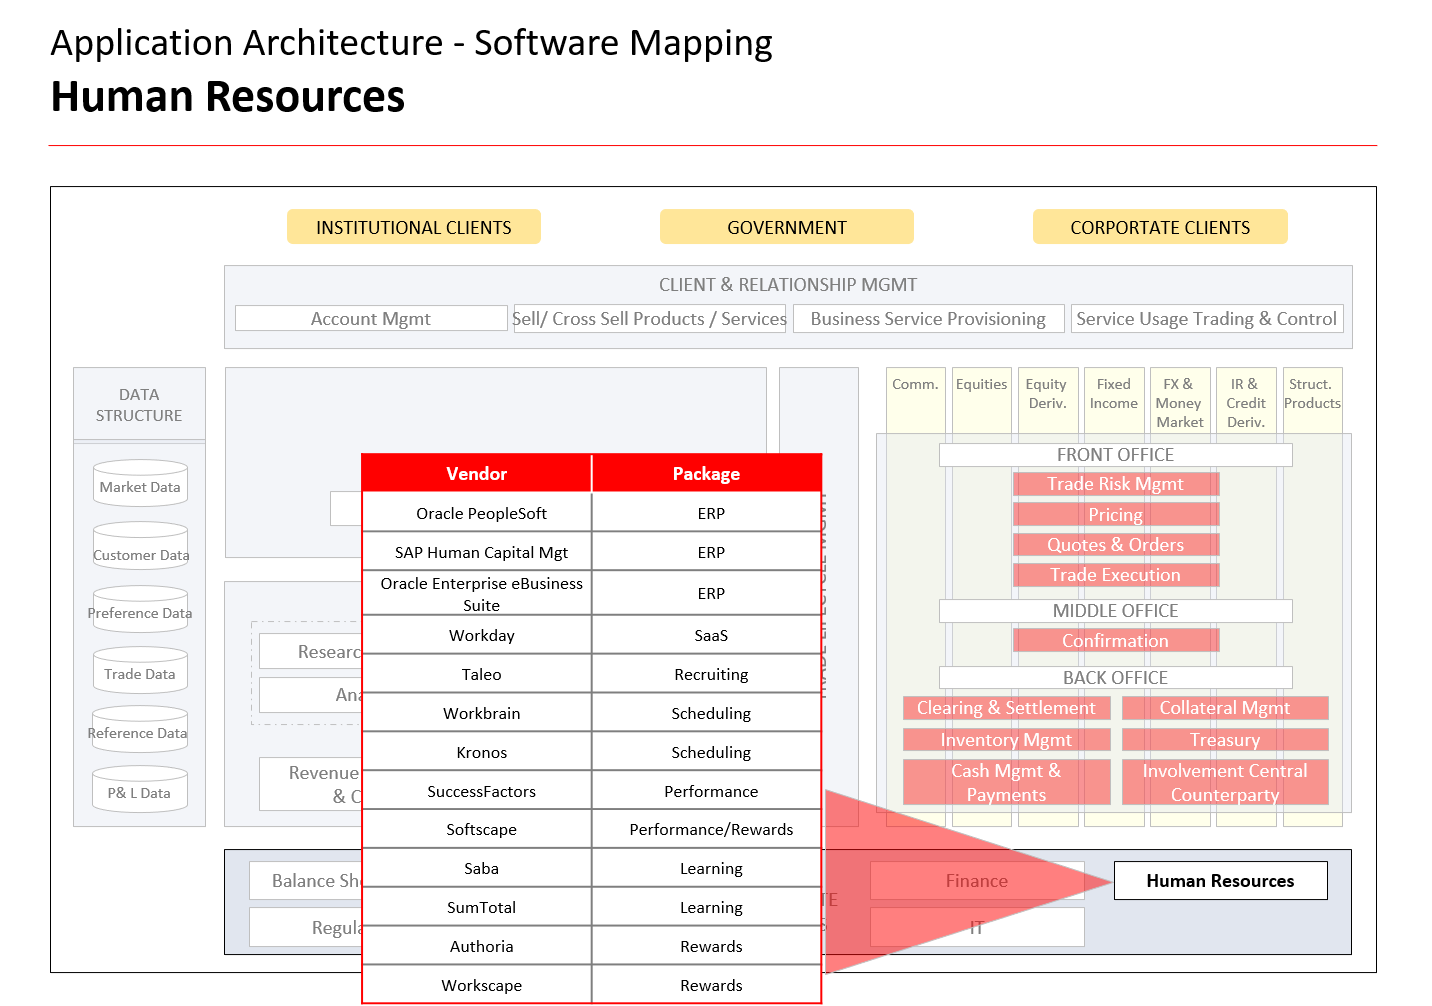 Application Architecture - Software Mapping
Human Resources
INSTITUTIONAL CLIENTS
GOVERNMENT
CORPORTATE CLIENTS
CLIENT & RELATIONSHIP MGMT
Account Mgmt
Sell/ Cross Sell Products / Services
Business Service Provisioning
Service Usage Trading & Control
DATA
STRUCTURE
Market Data
Customer Data
Preference Data
Trade Data
Reference Data
P& L Data
Ana
Revenue
& C
Vendor Package
Oracle PeopleSoft ERP
SAP Human Capital Mgt ERP
Oracle Enterprise eBusiness
Suite
ERP
Workday SaaS
Taleo Recruiting
Workbrain Scheduling
Kronos Scheduling
SuccessFactors Performance
Softscape Performance/Rewards
Saba Learning
SumTotal Learning
Authoria Rewards
Workscape Rewards
Comm.
Equities
Equity
Deriv.
Fixed
Income
FX &
Money
Market
IR &
Credit
Deriv.
Struct.
Products
FRONT OFFICE
Trade Risk Mgmt
Pricing
Quotes & Orders
Trade Execution
MIDDLE OFFICE
Confirmation
BACK OFFICE
Clearing & Settlement
Collateral Mgmt
Inventory Mgmt
Treasury
Cash Mgmt &
Payments
Involvement Central
Counterparty
Balance Sh
Regula
Finance
IT
Human Resources